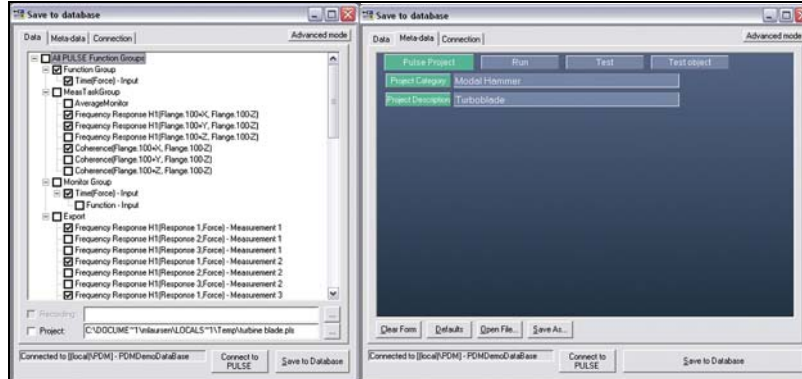 Save to database
Data Meta-data Connection Advanced mode
All PULSE Function Groups
Function Group
Time(Force) - Input
MeasTaskGroup
AverageMonitor
Frequency Response H1(Flange.100+X, Flange.100-Z)
Frequency Response H1(Flange.100+Y, Flange.100-Z)
Frequency Response H1(Flange.100+Z, Flange.100-Z)
Coherence(Flange.100+X, Flange.100-Z)
Coherence(Flange.100+Y, Flange.100-Z)
Coherence(Flange.100+Z, Flange.100-Z)
Monitor Group
Time(Force) - Input
Function - Input
Export
Frequency Response H1(Response 1,Force) - Measurement 1
Frequency Response H1(Response 2,Force) - Measurement 1
Frequency Response H1(Response 3,Force) - Measurement 1
Frequency Response H1(Response 1,Force) - Measurement 2
Frequency Response H1(Response 2,Force) - Measurement 2
Frequency Response H1(Response 3,Force) - Measurement 2
Frequency Response H1(Response 1,Force) - Measurement 3
Recording:
...
Project: C:\DOCUME~1\mlaursen\LOCALS~1\Temp\turbine blade.pls
...
Connected to [(local)\PDM] - PDMDemoDataBase
Connect to
PULSE
Save to Database
Save to database
Data Meta-data Connection Advanced mode
Pulse Project Run Test Test object
Project Category Modal Hammer
Project Description Turboblade
Clear Form Defaults Open File... Save As...
Connected to [(local)\PDM] - PDMDemoDataBase
Connect to
PULSE
Save to Database